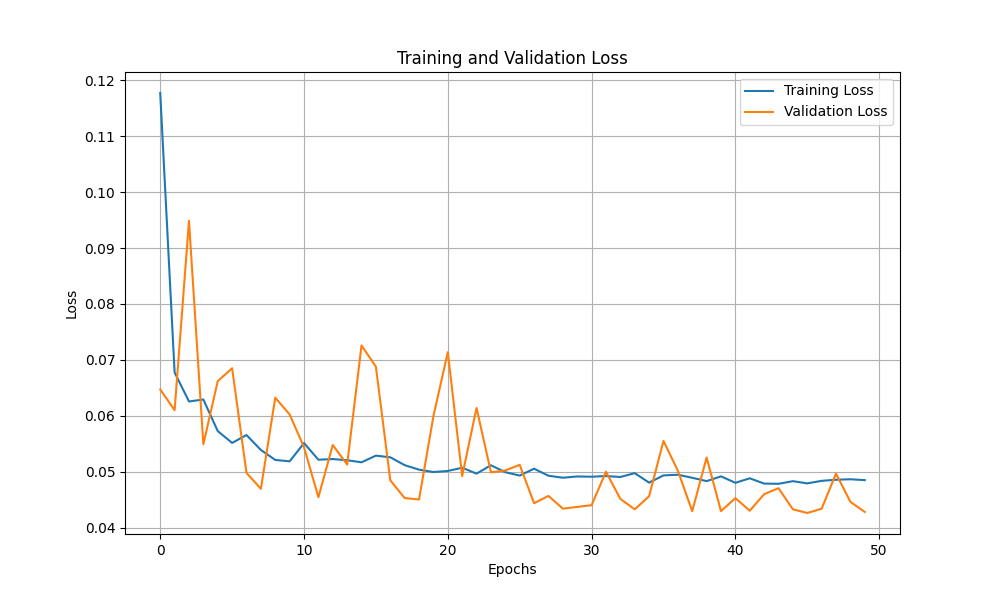 Training and Validation Loss
Training Loss
Validation Loss
0.12
0.11
0.10
0.09
0.08
0.07
0.06
0.05
0.04
Loss
0 10 20 30 40 50
Epochs